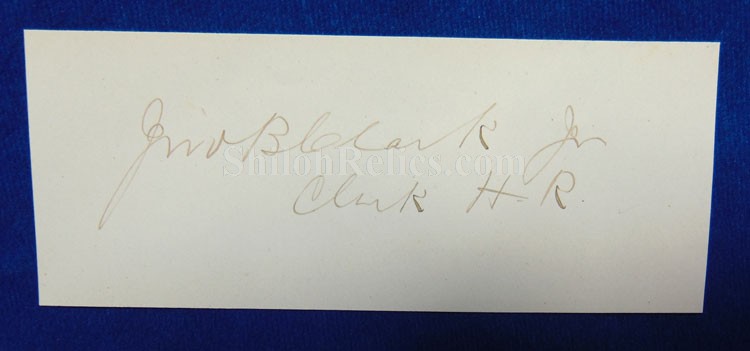 Jno B Clark Jr
ShilohRelics.com
Clerk H. R.